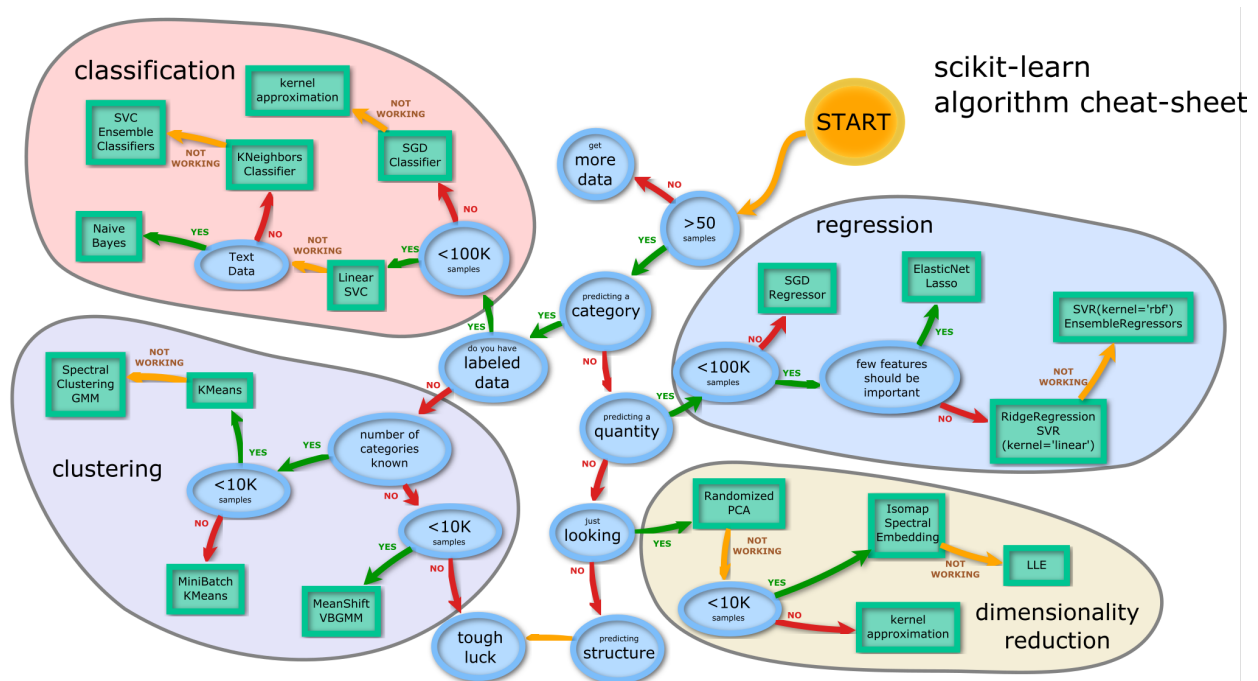 scikit-learn
algorithm cheat-sheet
START
get
more
data
NO
>50
samples
YES
predicting a
category
YES
NO
do you have
labeled
data
YES
NO
predicting a
quantity
YES
NO
just
looking
YES
NO
predicting
structure
tough
luck
classification
kernel
approximation
NOT
WORKING
SVC
Ensemble
Classifiers
NOT
WORKING
KNeighbors
Classifier
SGD
Classifier
NO
NO
Naive
Bayes
YES
Text
Data
NOT
WORKING
Linear
SVC
YES
<100K
samples
regression
SGD
Regressor
NO
<100K
samples
YES
ElasticNet
Lasso
YES
few features
should be
important
NO
SVR(kernel='rbf')
EnsembleRegressors
NOT
WORKING
RidgeRegression
SVR
(kernel='linear')
clustering
Spectral
Clustering
GMM
NOT
WORKING
KMeans
YES
number of
categories
known
YES
NO
<10K
samples
NO
MiniBatch
KMeans
<10K
samples
YES
NO
MeanShift
VBGMM
dimensionality
reduction
Randomized
PCA
NOT
WORKING
<10K
samples
YES
NO
Isomap
Spectral
Embedding
NOT
WORKING
LLE
kernel
approximation